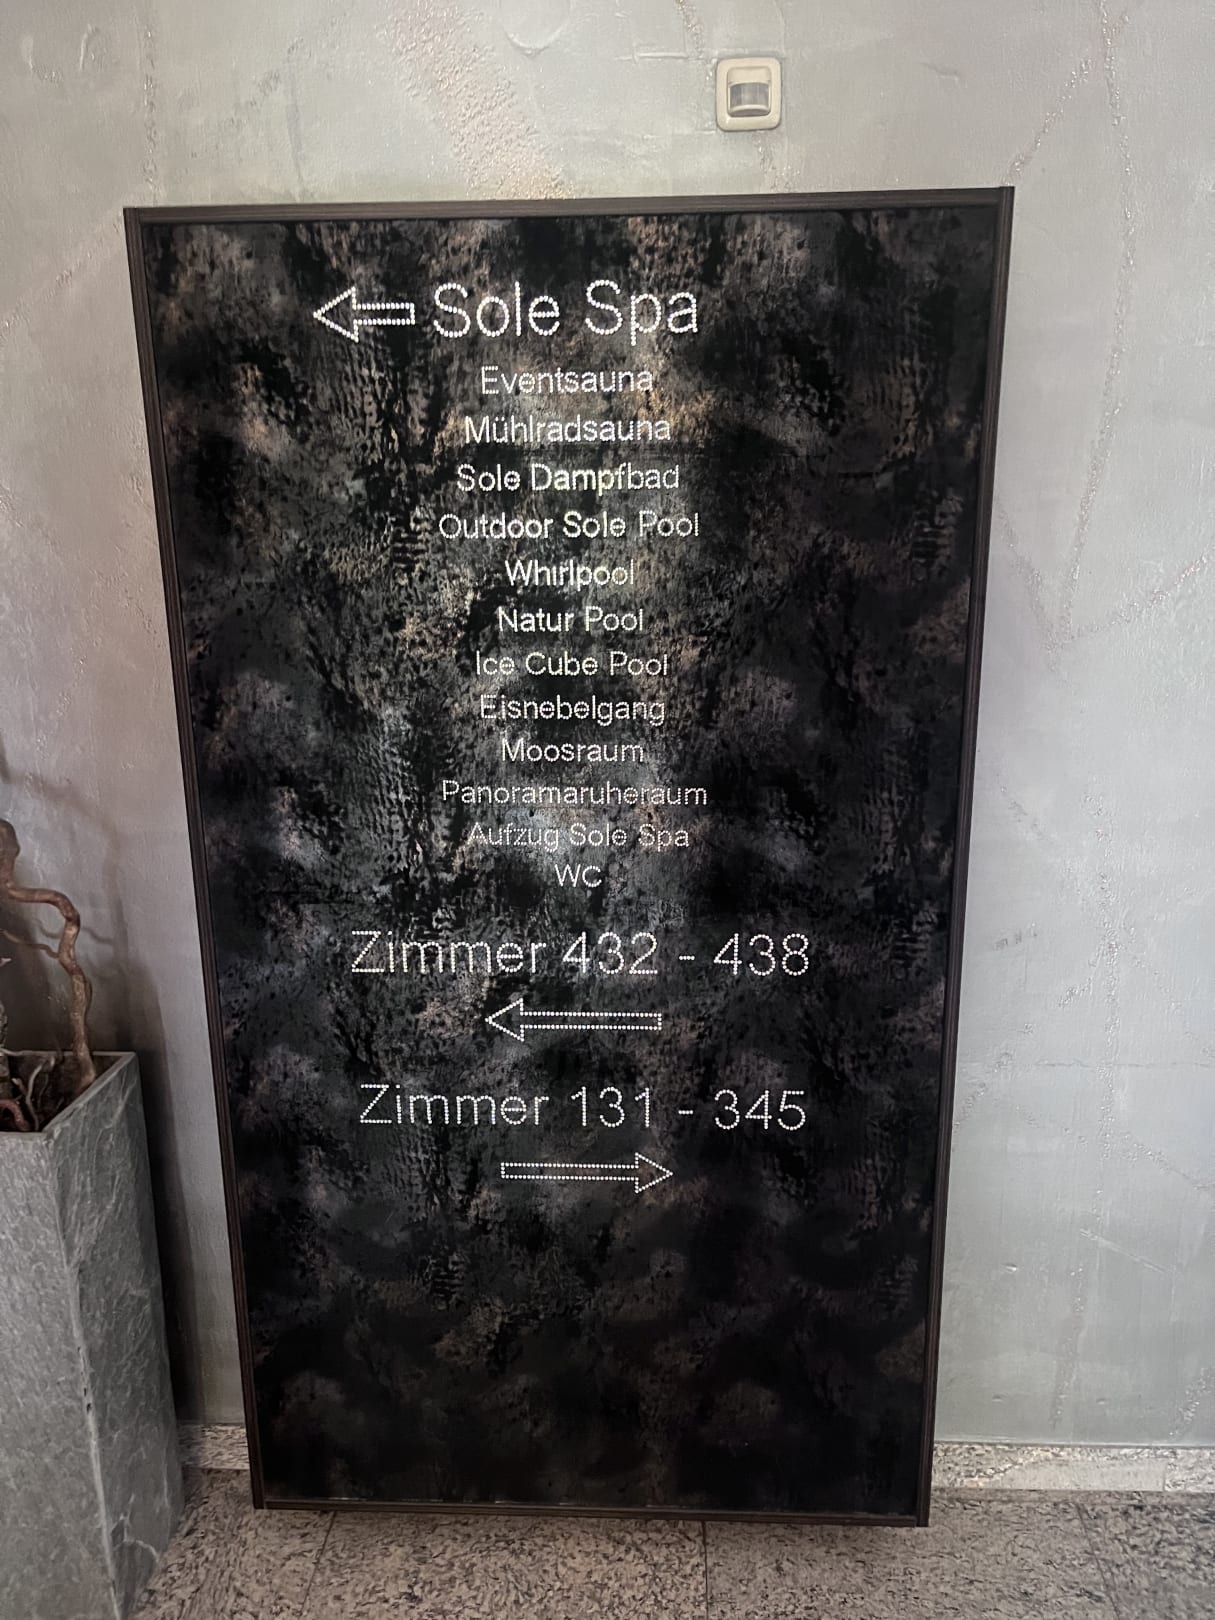 ← Sole Spa
Eventsauna
Mühlradsauna
Sole Dampfbad
Outdoor Sole Pool
Whirlpool
Natur Pool
Ice Cube Pool
Eisnebelgang
Moosraum
Panoramaruheraum
Aufzug Sole Spa
WC
Zimmer 432 - 438
←
Zimmer 131 - 345
→